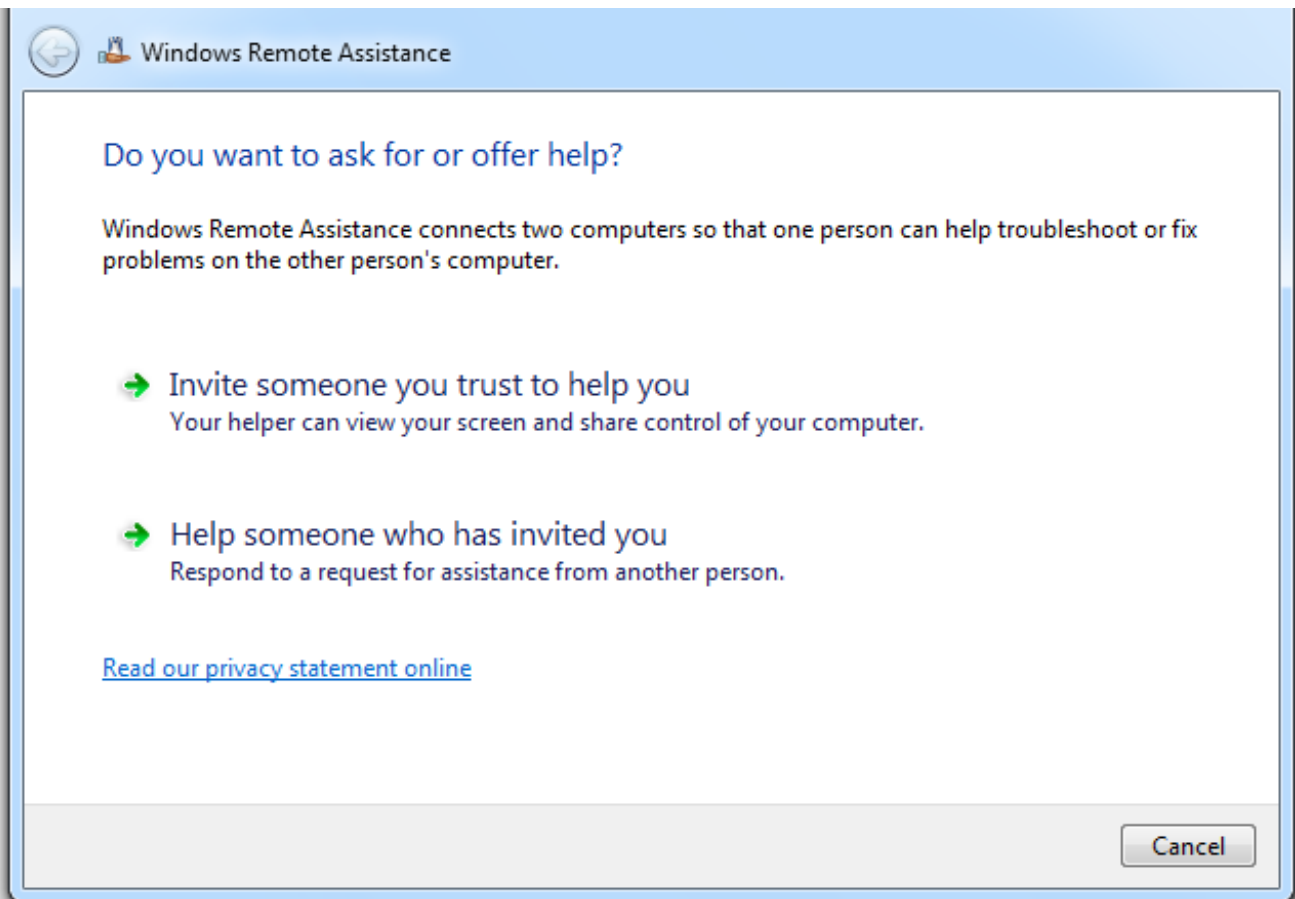 Windows Remote Assistance
Do you want to ask for or offer help?
Windows Remote Assistance connects two computers so that one person can help troubleshoot or fix
problems on the other person's computer.
Invite someone you trust to help you
Your helper can view your screen and share control of your computer.
Help someone who has invited you
Respond to a request for assistance from another person.
Read our privacy statement online
Cancel